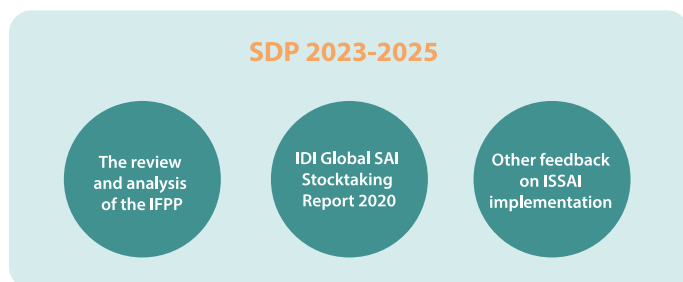 SDP 2023-2025
The review
and analysis
of the IFPP
IDI Global SAI
Stocktaking
Report 2020
Other feedback
on ISSAI
implementation